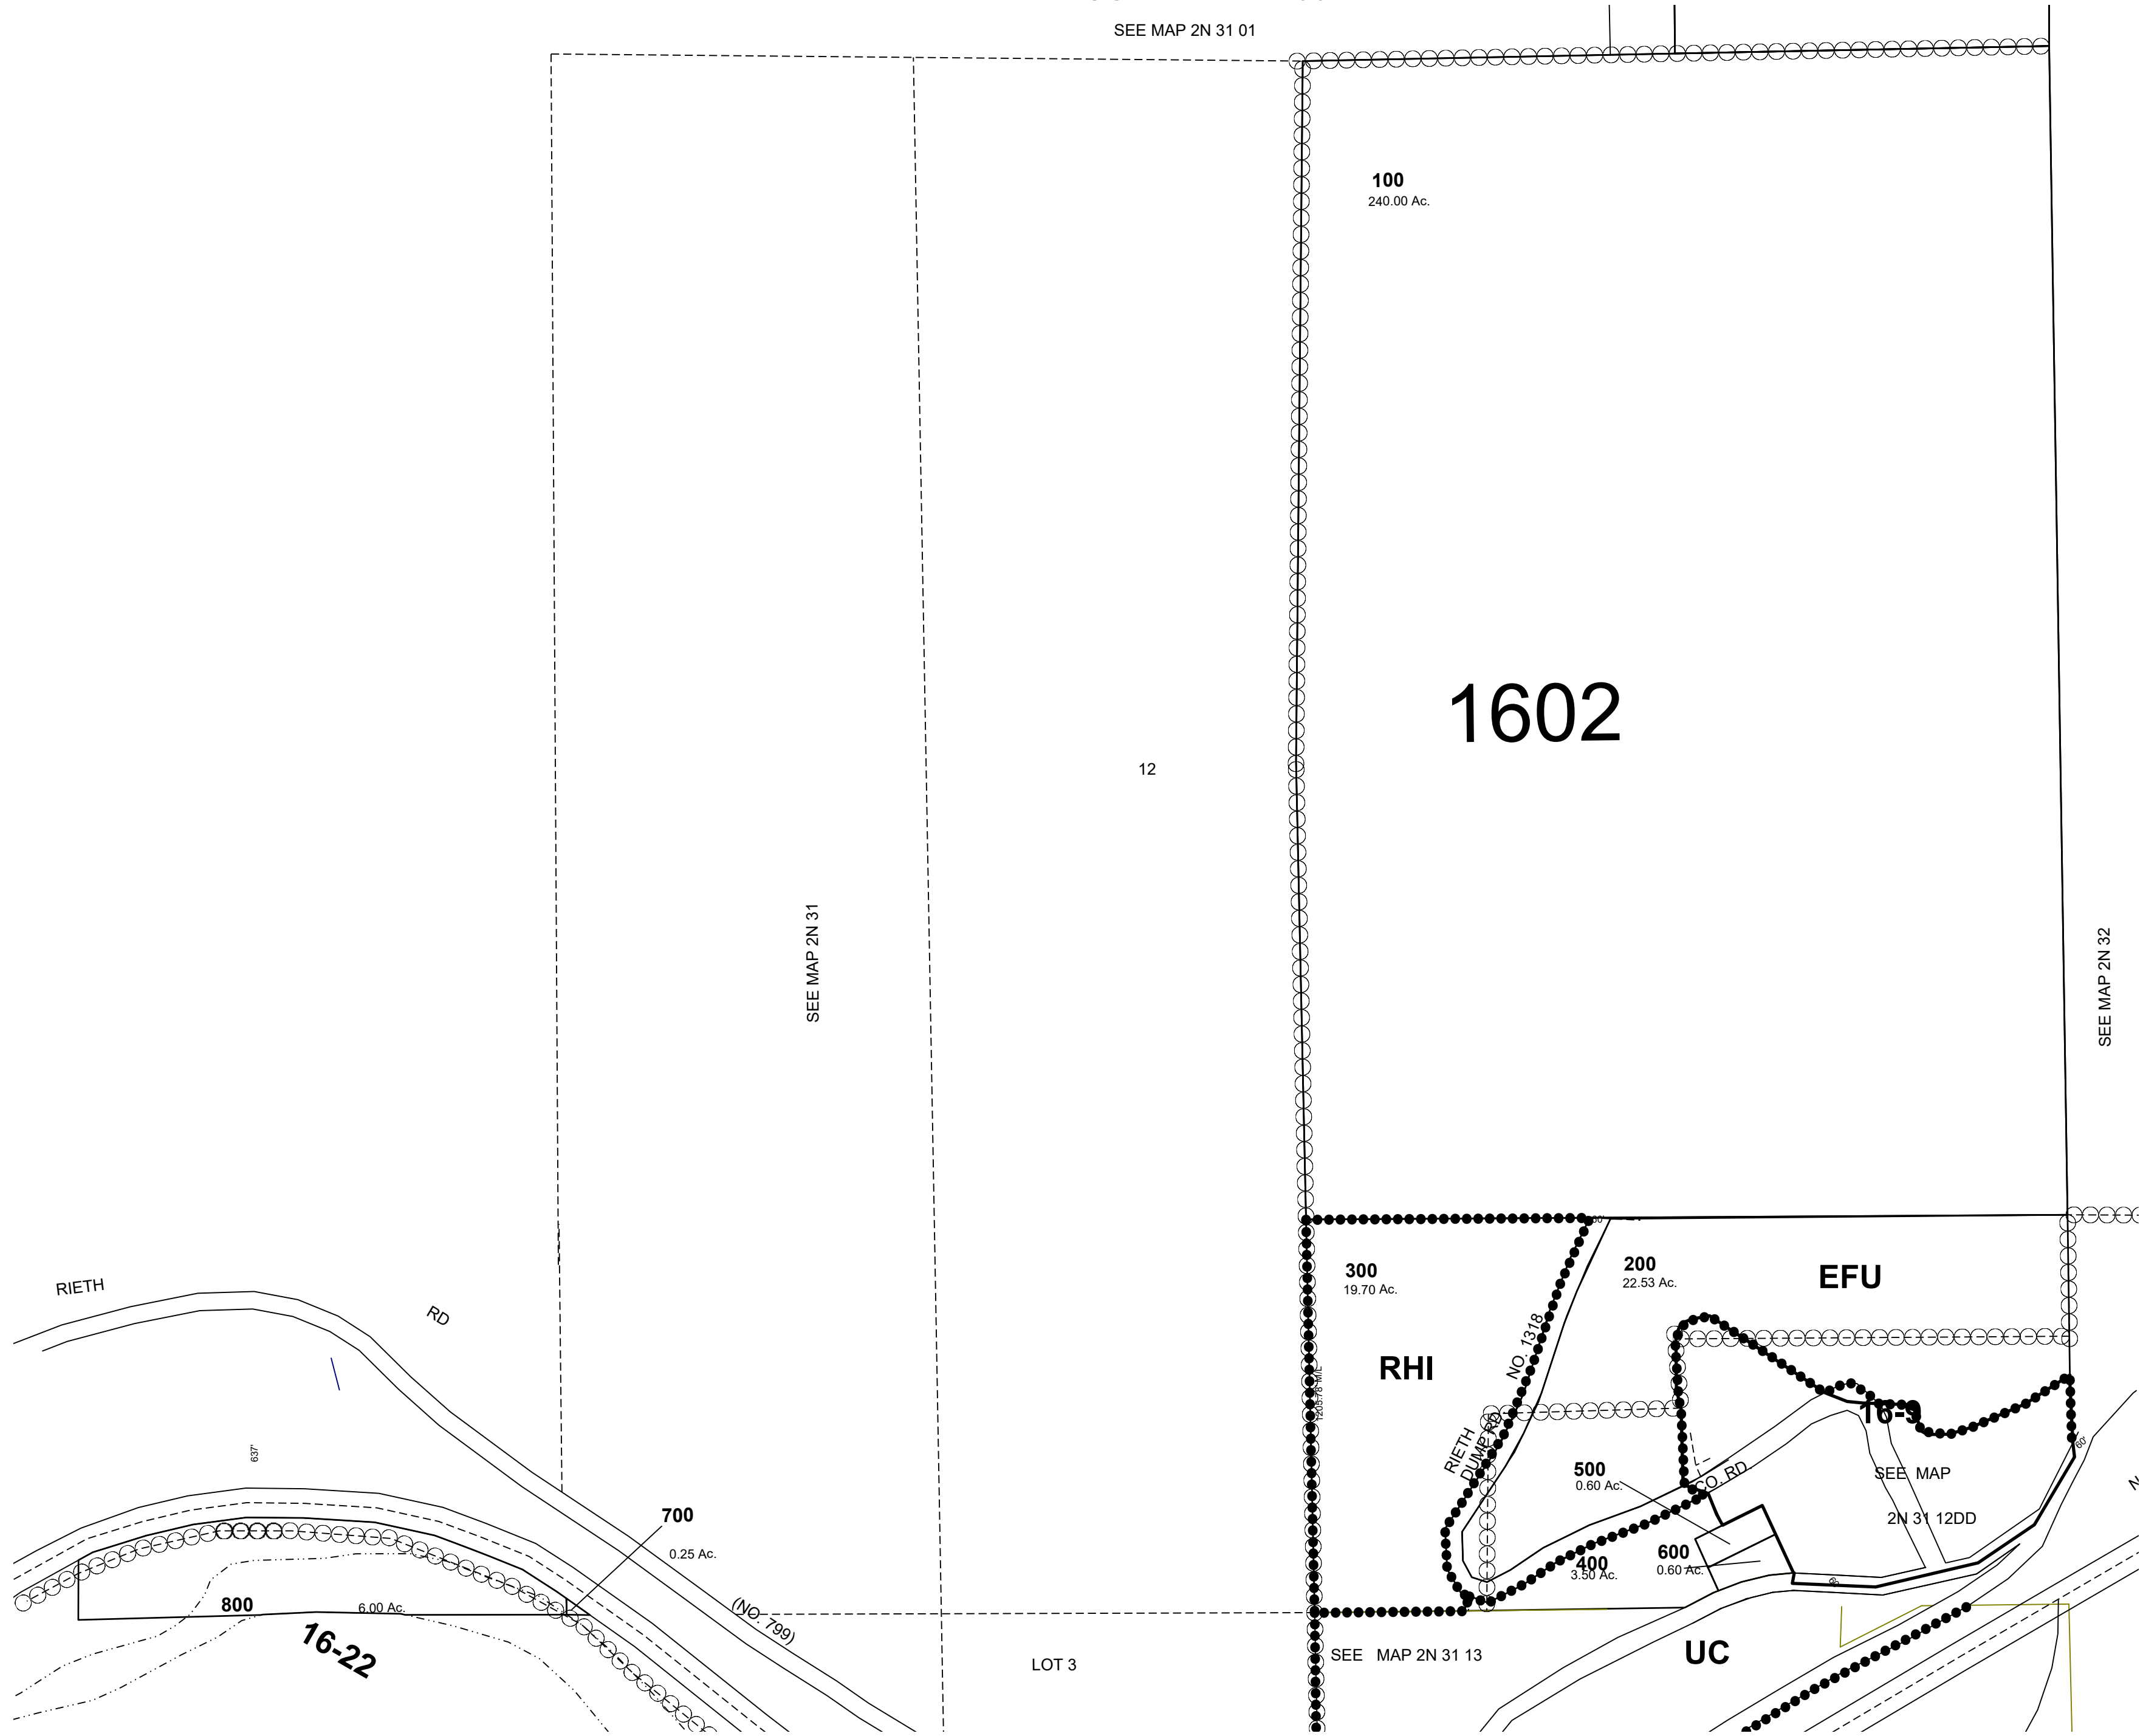 SEE MAP 2N 31 01
100
240.00 Ac.
1602
12
SEE MAP 2N 31
SEE MAP 2N 32
RIETH
RD
637'
300
19.70 Ac.
RHI
NO. 1318
200
22.53 Ac.
EFU
16-9
RIETH
DUMP RD
CO. RD
SEE MAP
2N 31 12DD
60'
500
0.60 Ac.
400
3.50 Ac.
600
0.60 Ac.
700
0.25 Ac.
800
6.00 Ac.
16-22
(NO. 799)
LOT 3
SEE MAP 2N 31 13
UC